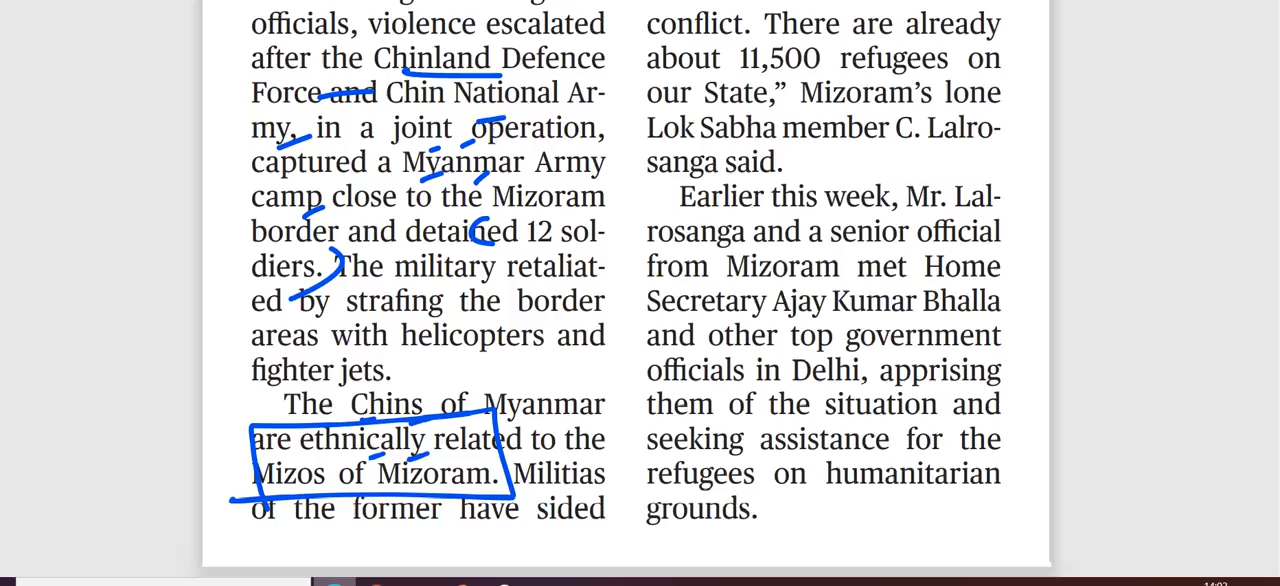 officials, violence escalated
after the Chinland Defence
Force and Chin National Ar-
my, in a joint operation,
captured a Myanmar Army
camp close to the Mizoram
border and detained 12 sol-
diers. The military retaliat-
ed by strafing the border
areas with helicopters and
fighter jets.
The Chins of Myanmar
are ethnically related to the
Mizos of Mizoram. Militias
of the former have sided
conflict. There are already
about 11,500 refugees on
our State,” Mizoram’s lone
Lok Sabha member C. Lalro-
sanga said.
Earlier this week, Mr. Lal-
rosanga and a senior official
from Mizoram met Home
Secretary Ajay Kumar Bhalla
and other top government
officials in Delhi, apprising
them of the situation and
seeking assistance for the
refugees on humanitarian
grounds.